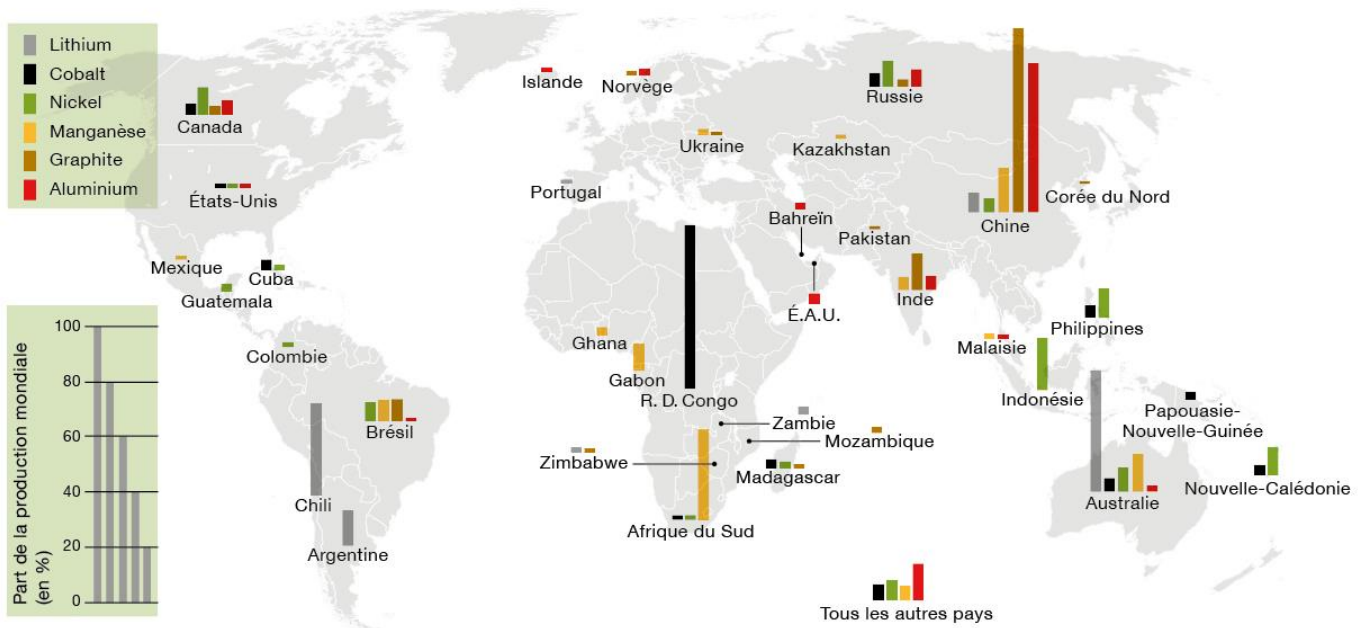 Lithium
Cobalt
Nickel
Manganèse
Graphite
Aluminium
Canada
États-Unis
Mexique
Cuba
Guatemala
Colombie
Brésil
Chili
Argentine
Islande
Norvège
Ukraine
Portugal
Russie
Kazakhstan
Chine
Corée du Nord
Bahreïn
Pakistan
Inde
É.A.U.
Ghana
Gabon
R. D. Congo
Zambie
Mozambique
Zimbabwe
Madagascar
Afrique du Sud
Philippines
Malaisie
Indonésie
Papouasie-
Nouvelle-Guinée
Australie
Nouvelle-Calédonie
Tous les autres pays
Part de la production mondiale
(en %)
100
80
60
40
20
0